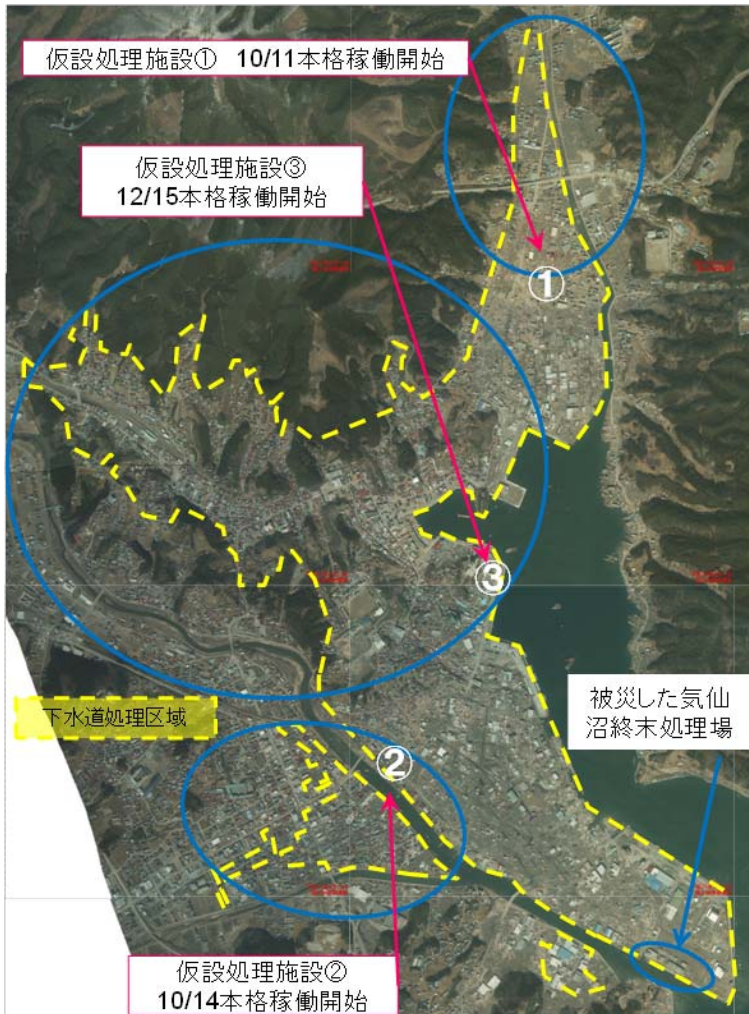 仮設処理施設① 10/11本格稼働開始
仮設処理施設③
12/15本格稼働開始
①
③
下水道処理区域
被災した気仙
沼終末処理場
②
仮設処理施設②
10/14本格稼働開始